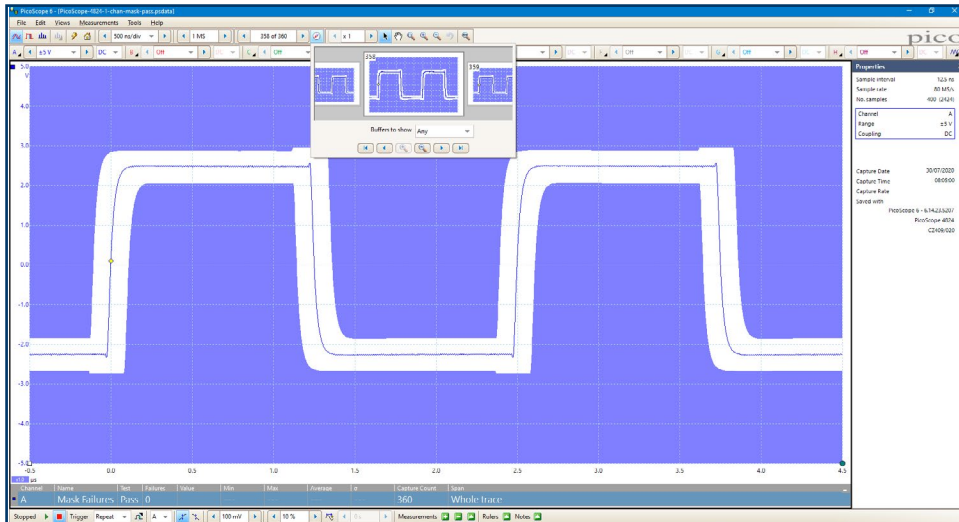 PicoScope 6 - [PicoScope-4824-1-chan-mask-pass.psdata]
File Edit Views Measurements Tools Help
500 ns/div 1 MS 358 of 360 x 1
pico
A ±5 V DC B Off C Off Off Off Off
358
359
Buffers to show Any
5.0
V
4.0
3.0
2.0
1.0
0.0
-1.0
-2.0
-3.0
-4.0
-5.0
-0.5 0.0 0.5 1.0 1.5 2.0 2.5 3.0 3.5 4.0 4.5
x1.0 µs
Properties
Sample interval 12.5 ns
Sample rate 80 MS/s
No. samples 400 (2424)
Channel A
Range ±5 V
Coupling DC
Capture Date 30/07/2020
Capture Time
Capture Rate
Saved with
PicoScope 6 - 6.14.23.5207
PicoScope 4824
Channel Name Test Failures Value Min Max Average σ Capture Count Span
A Mask Failures Pass 0 360 Whole trace
Stopped Trigger Repeat A 100 mV 50 % Measurements Rulers Notes